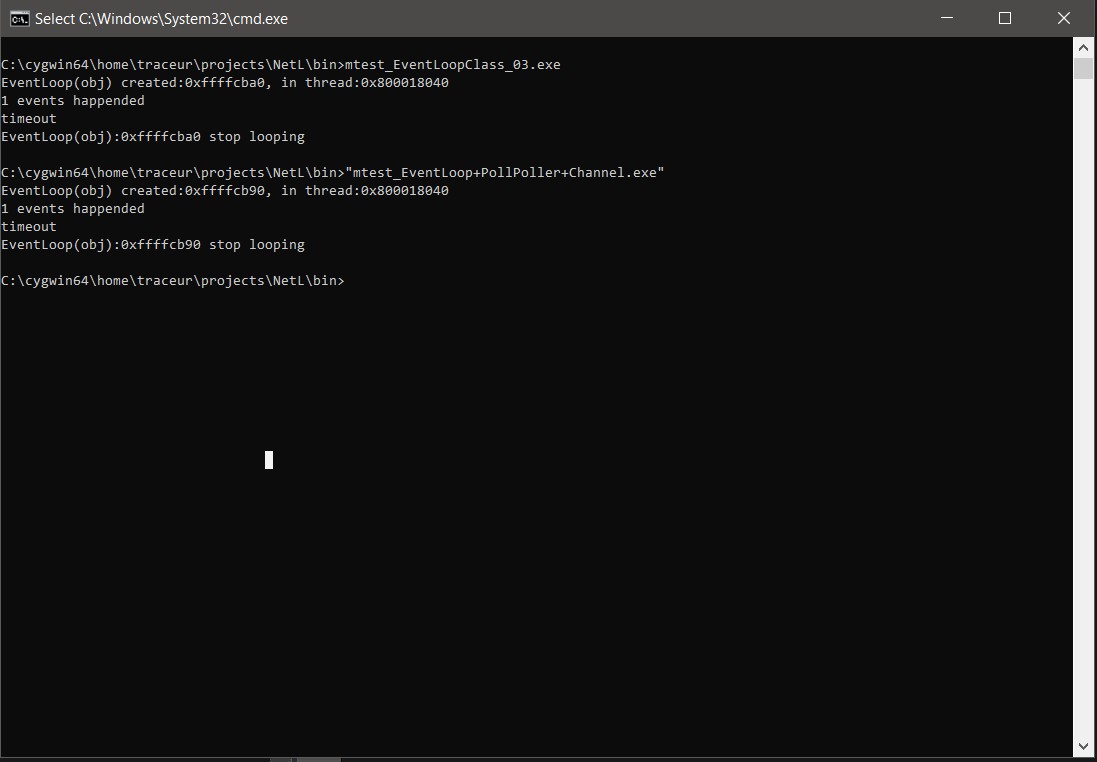 Select C:\Windows\System32\cmd.exe
C:\cygwin64\home\traceur\projects\NetL\bin>mtest_EventLoopClass_03.exe
EventLoop(obj) created:0xffffcba0, in thread:0x800018040
1 events happended
timeout
EventLoop(obj):0xffffcba0 stop looping
C:\cygwin64\home\traceur\projects\NetL\bin>"mtest_EventLoop+PollPoller+Channel.exe"
EventLoop(obj) created:0xffffcb90, in thread:0x800018040
1 events happended
timeout
EventLoop(obj):0xffffcb90 stop looping
C:\cygwin64\home\traceur\projects\NetL\bin>